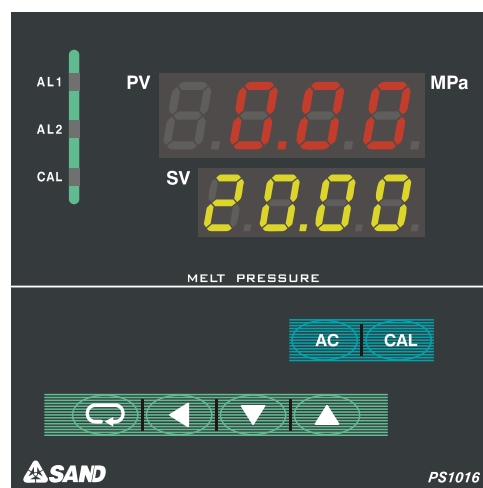 AL1
PV 0.00 MPa
AL2
CAL
SV 20.00
MELT PRESSURE
AC CAL
SAND PS1016